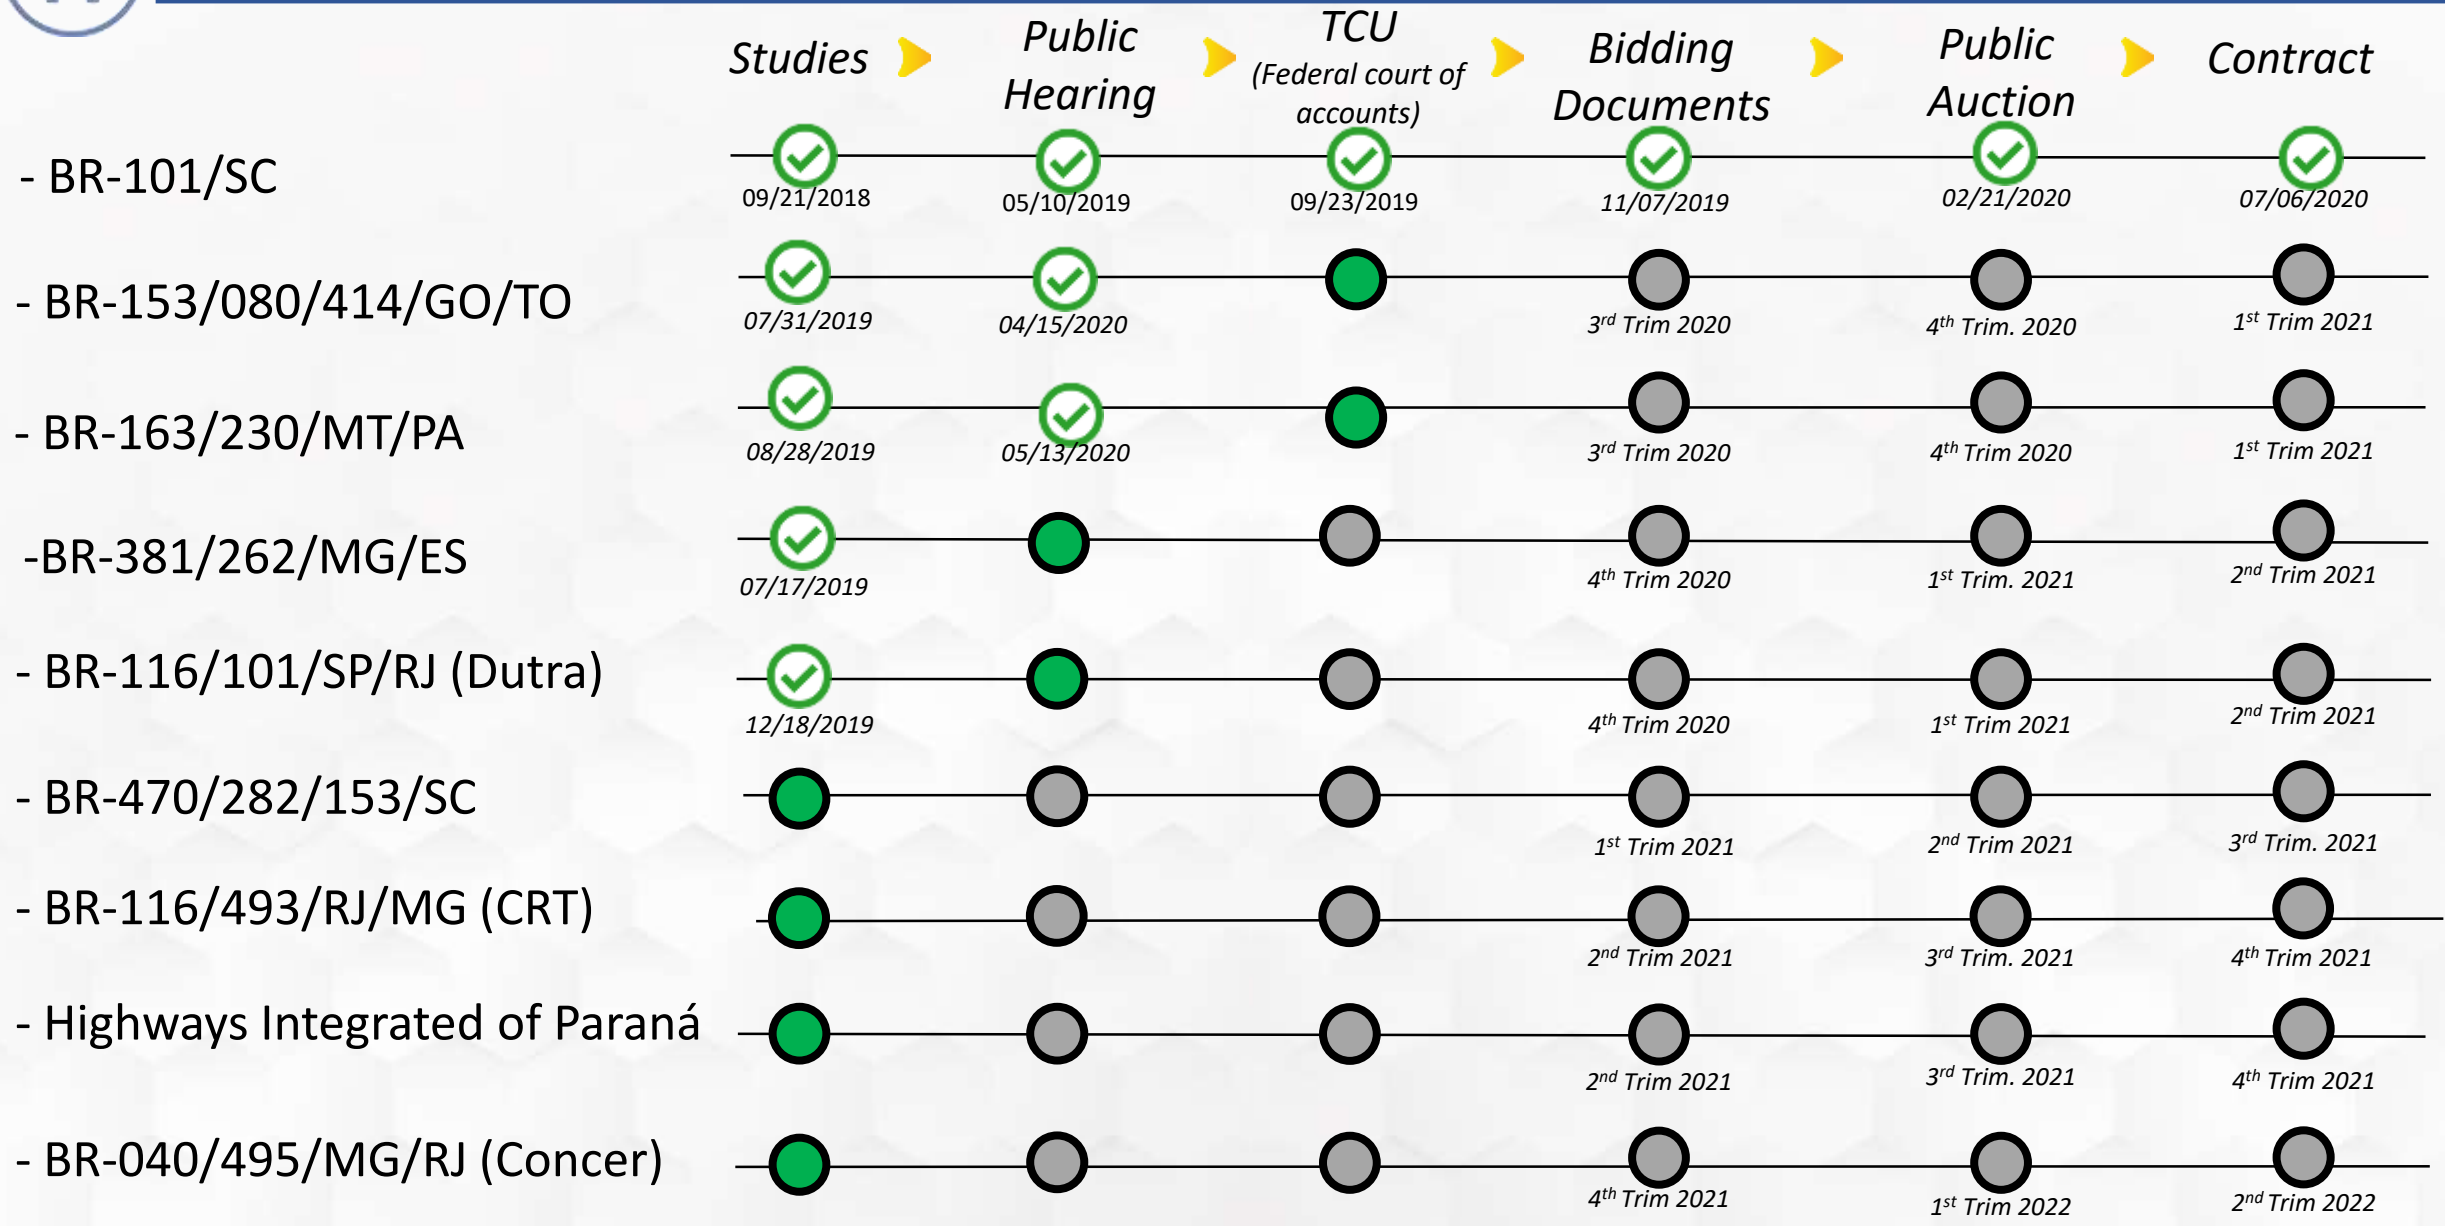 Studies
Public
Hearing
TCU
(Federal court of
accounts)
Bidding
Documents
Public
Auction
Contract
- BR-101/SC
09/21/2018
05/10/2019
09/23/2019
11/07/2019
02/21/2020
07/06/2020
- BR-153/080/414/GO/TO
07/31/2019
04/15/2020
3rd Trim 2020
4th Trim. 2020
1st Trim 2021
- BR-163/230/MT/PA
08/28/2019
05/13/2020
3rd Trim 2020
4th Trim 2020
1st Trim 2021
-BR-381/262/MG/ES
07/17/2019
4th Trim 2020
1st Trim. 2021
2nd Trim 2021
- BR-116/101/SP/RJ (Dutra)
12/18/2019
4th Trim 2020
1st Trim 2021
2nd Trim 2021
- BR-470/282/153/SC
1st Trim 2021
2nd Trim 2021
3rd Trim. 2021
- BR-116/493/RJ/MG (CRT)
2nd Trim 2021
3rd Trim. 2021
4th Trim 2021
- Highways Integrated of Paraná
2nd Trim 2021
3rd Trim. 2021
4th Trim 2021
- BR-040/495/MG/RJ (Concer)
4th Trim 2021
1st Trim 2022
2nd Trim 2022